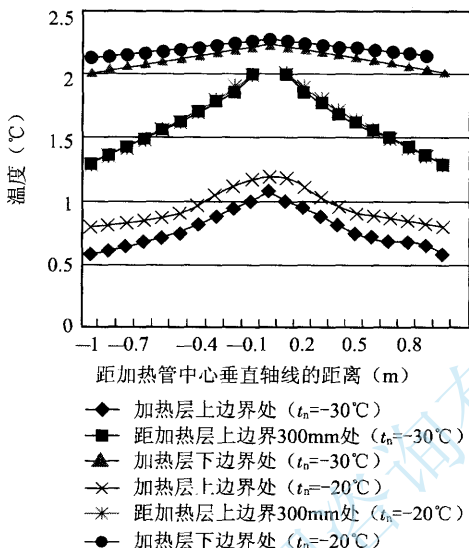 2.5
2
1.5
1
0.5
0
温度（℃）
—1 —0.7 —0.4 —0.1 0.2 0.5 0.8
距加热管中心垂直轴线的距离（m）
加热层上边界处（tn=-30℃）
距加热层上边界300mm处（tn=-30℃）
加热层下边界处（tn=-30℃）
加热层上边界处（tn=-20℃）
距加热层上边界300mm处（tn=-20℃）
加热层下边界处（tn=-20℃）
咨询有